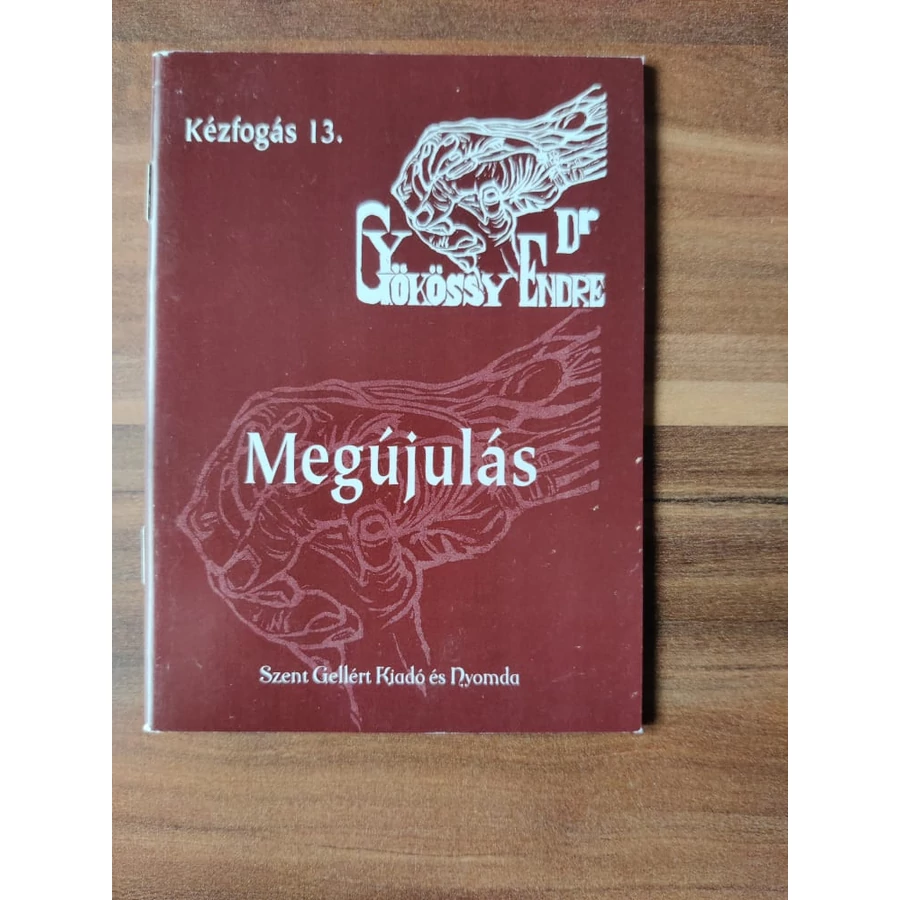 Kézfogás 13.
Dr
Gyökössy Endre
Megújulás
Szent Gellért Kiadó és Nyomda